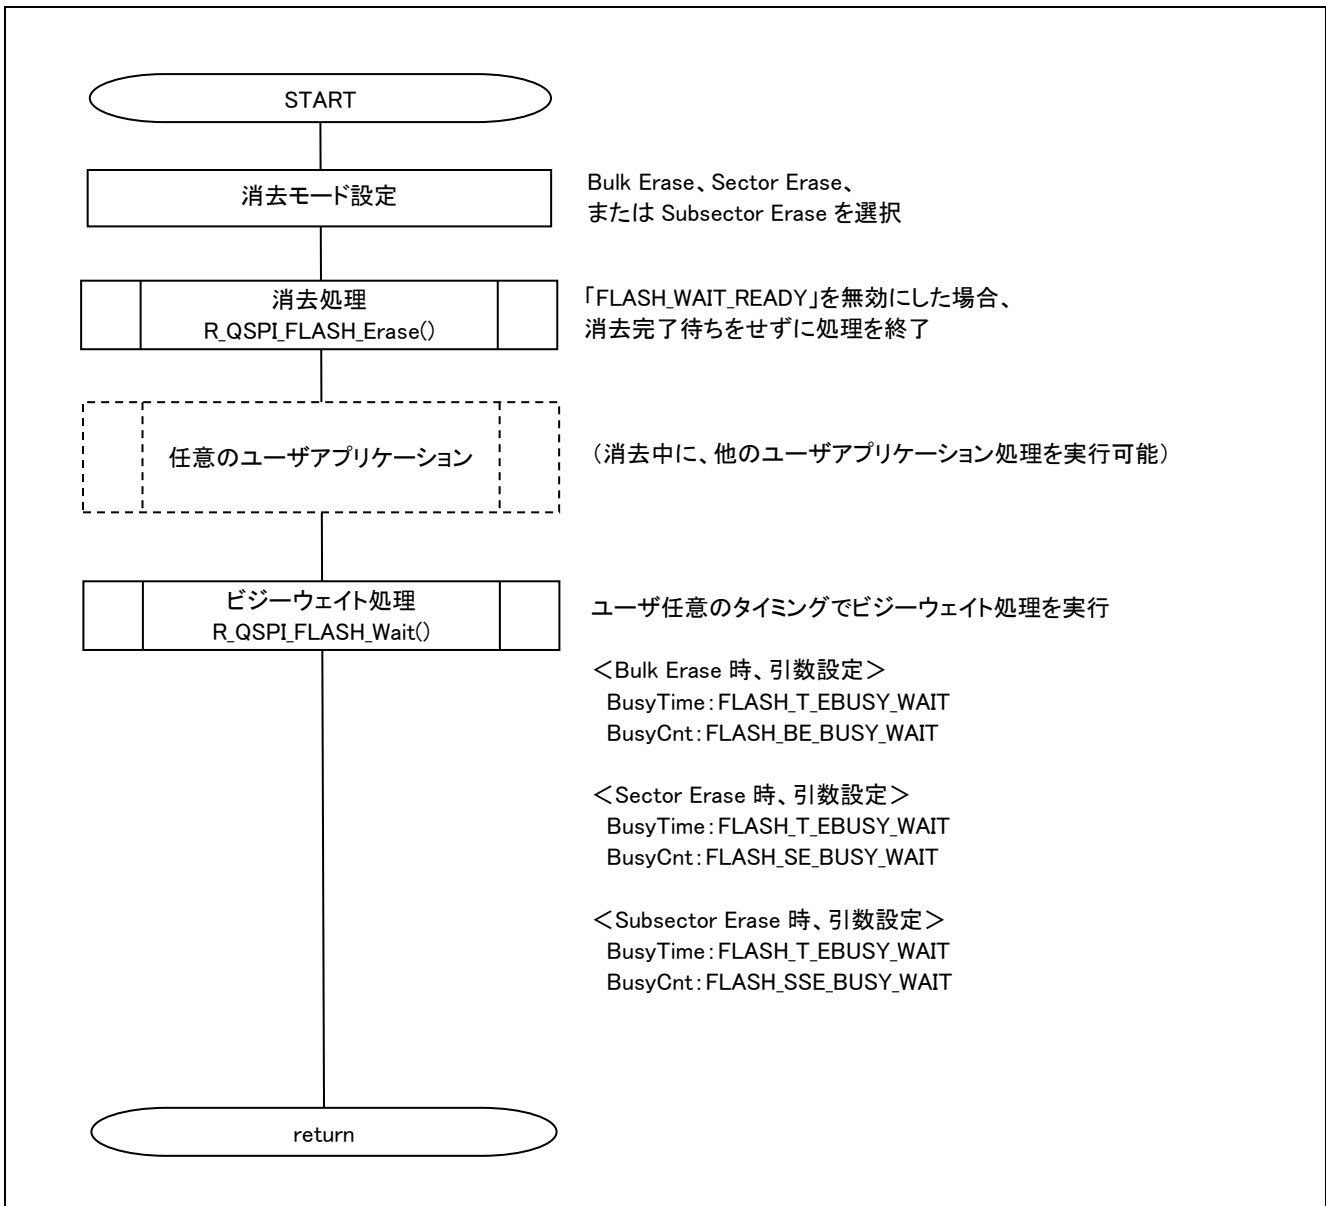 START
消去モード設定
Bulk Erase、Sector Erase、
または Subsector Erase を選択
消去処理
R_QSPI_FLASH_Erase()
「FLASH_WAIT_READY」を無効にした場合、
消去完了待ちをせずに処理を終了
任意のユーザアプリケーション
（消去中に、他のユーザアプリケーション処理を実行可能）
ビジーウェイト処理
R_QSPI_FLASH_Wait()
ユーザ任意のタイミングでビジーウェイト処理を実行
＜Bulk Erase 時、引数設定＞
BusyTime：FLASH_T_EBUSY_WAIT
BusyCnt：FLASH_BE_BUSY_WAIT
＜Sector Erase 時、引数設定＞
BusyTime：FLASH_T_EBUSY_WAIT
BusyCnt：FLASH_SE_BUSY_WAIT
＜Subsector Erase 時、引数設定＞
BusyTime：FLASH_T_EBUSY_WAIT
BusyCnt：FLASH_SSE_BUSY_WAIT
return